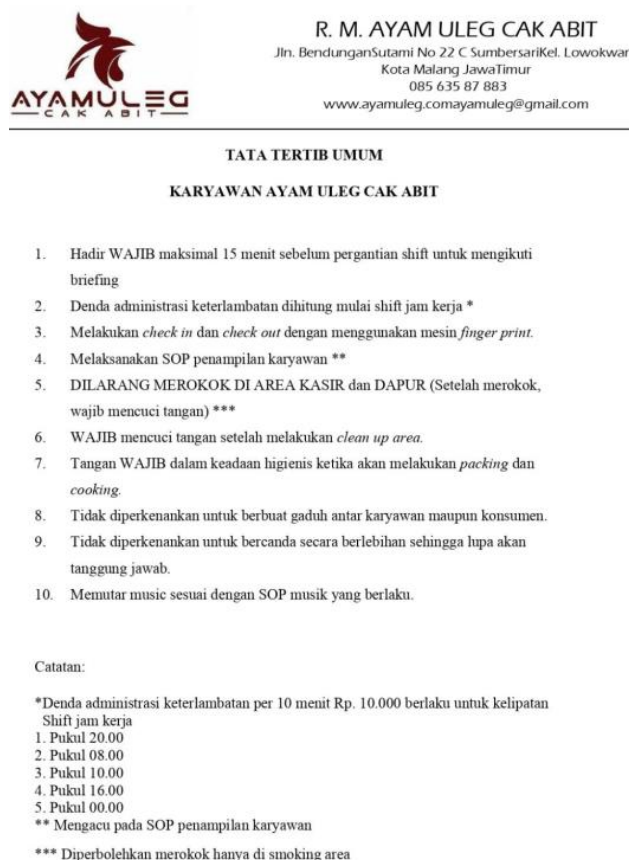 AYAMULEG
CAK ABIT
R. M. AYAM ULEG CAK ABIT
Jln. BendunganSutami No 22 C SumbersariKel. Lowokwar
Kota Malang JawaTimur
085 635 87 883
www.ayamuleg.comayamuleg@gmail.com
TATA TERTIB UMUM
KARYAWAN AYAM ULEG CAK ABIT
1. Hadir WAJIB maksimal 15 menit sebelum pergantian shift untuk mengikuti
briefing
2. Denda administrasi keterlambatan dihitung mulai shift jam kerja *
3. Melakukan check in dan check out dengan menggunakan mesin finger print.
4. Melaksanakan SOP penampilan karyawan **
5. DILARANG MEROKOK DI AREA KASIR dan DAPUR (Setelah merokok,
wajib mencuci tangan) ***
6. WAJIB mencuci tangan setelah melakukan clean up area.
7. Tangan WAJIB dalam keadaan higienis ketika akan melakukan packing dan
cooking.
8. Tidak diperkenankan untuk berbuat gaduh antar karyawan maupun konsumen.
9. Tidak diperkenankan untuk bercanda secara berlebihan sehingga lupa akan
tanggung jawab.
10. Memutar music sesuai dengan SOP musik yang berlaku.
Catatan:
*Denda administrasi keterlambatan per 10 menit Rp. 10.000 berlaku untuk kelipatan
Shift jam kerja
1. Pukul 20.00
2. Pukul 08.00
3. Pukul 10.00
4. Pukul 16.00
5. Pukul 00.00
** Mengacu pada SOP penampilan karyawan
*** Diperbolehkan merokok hanya di smoking area